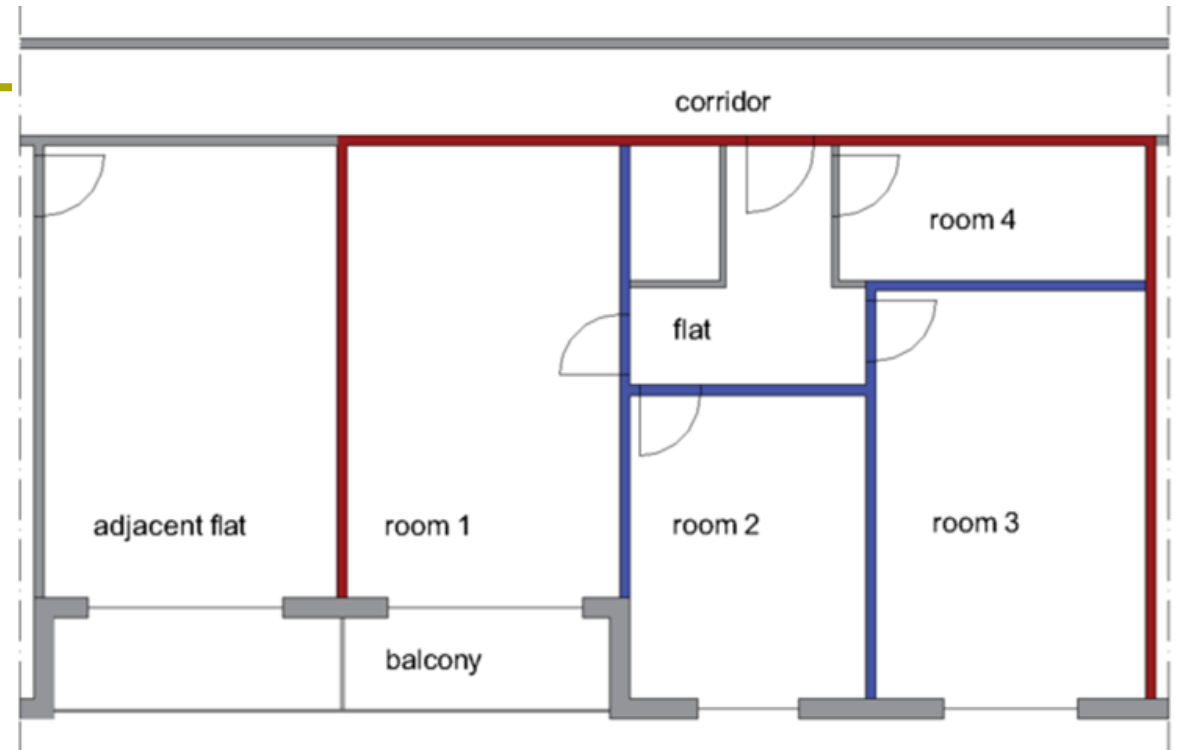 corridor
room 4
flat
adjacent flat
room 1
room 2
room 3
balcony